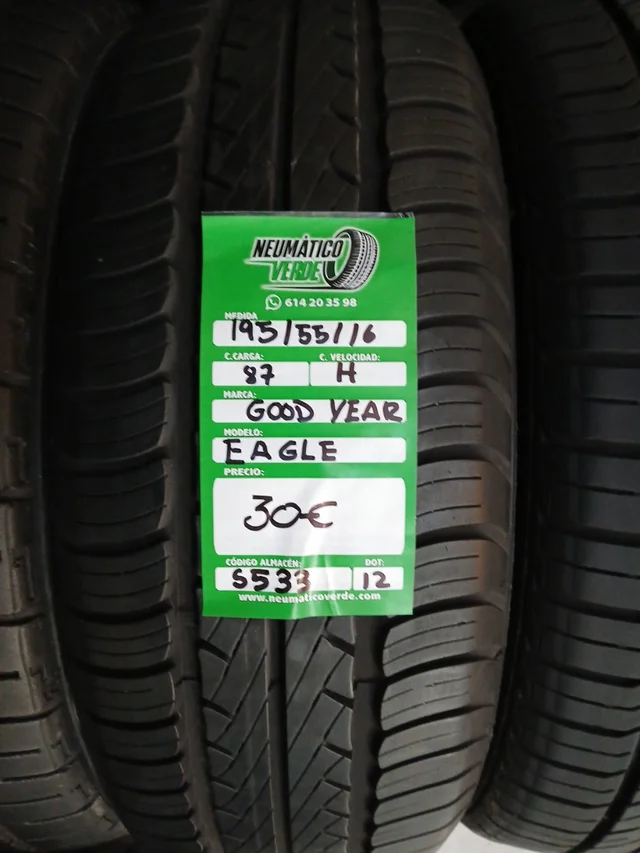 NEUMÁTICO
VERDE
614 20 35 98
MEDIDA
195/55/16
C.CARGA: C. VELOCIDAD:
87 H
MARCA:
GOOD YEAR
MODELO:
EAGLE
PRECIO:
30€
CÓDIGO ALMACÉN: DOT:
S533 12
www.neumaticoverde.com